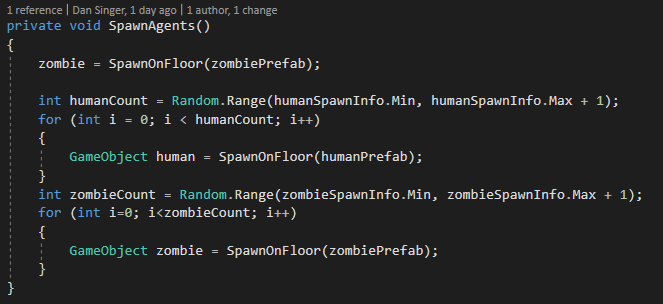 1 reference | Dan Singer, 1 day ago | 1 author, 1 change
private void SpawnAgents()
{
    zombie = SpawnOnFloor(zombiePrefab);

    int humanCount = Random.Range(humanSpawnInfo.Min, humanSpawnInfo.Max + 1);
    for (int i = 0; i < humanCount; i++)
    {
        GameObject human = SpawnOnFloor(humanPrefab);
    }
    int zombieCount = Random.Range(zombieSpawnInfo.Min, zombieSpawnInfo.Max + 1);
    for (int i=0; i<zombieCount; i++)
    {
        GameObject zombie = SpawnOnFloor(zombiePrefab);
    }
}